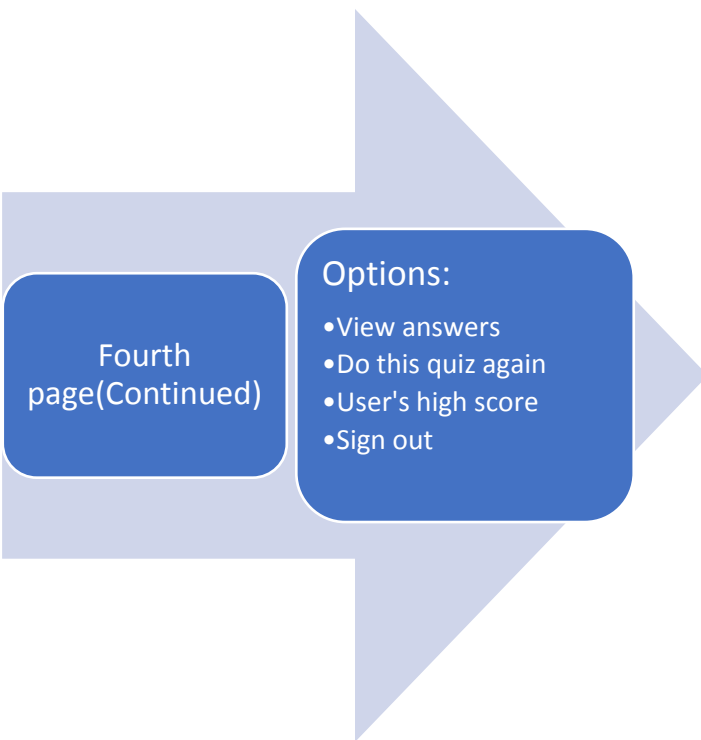 Fourth
page(Continued)
Options:
•View answers
•Do this quiz again
•User's high score
•Sign out